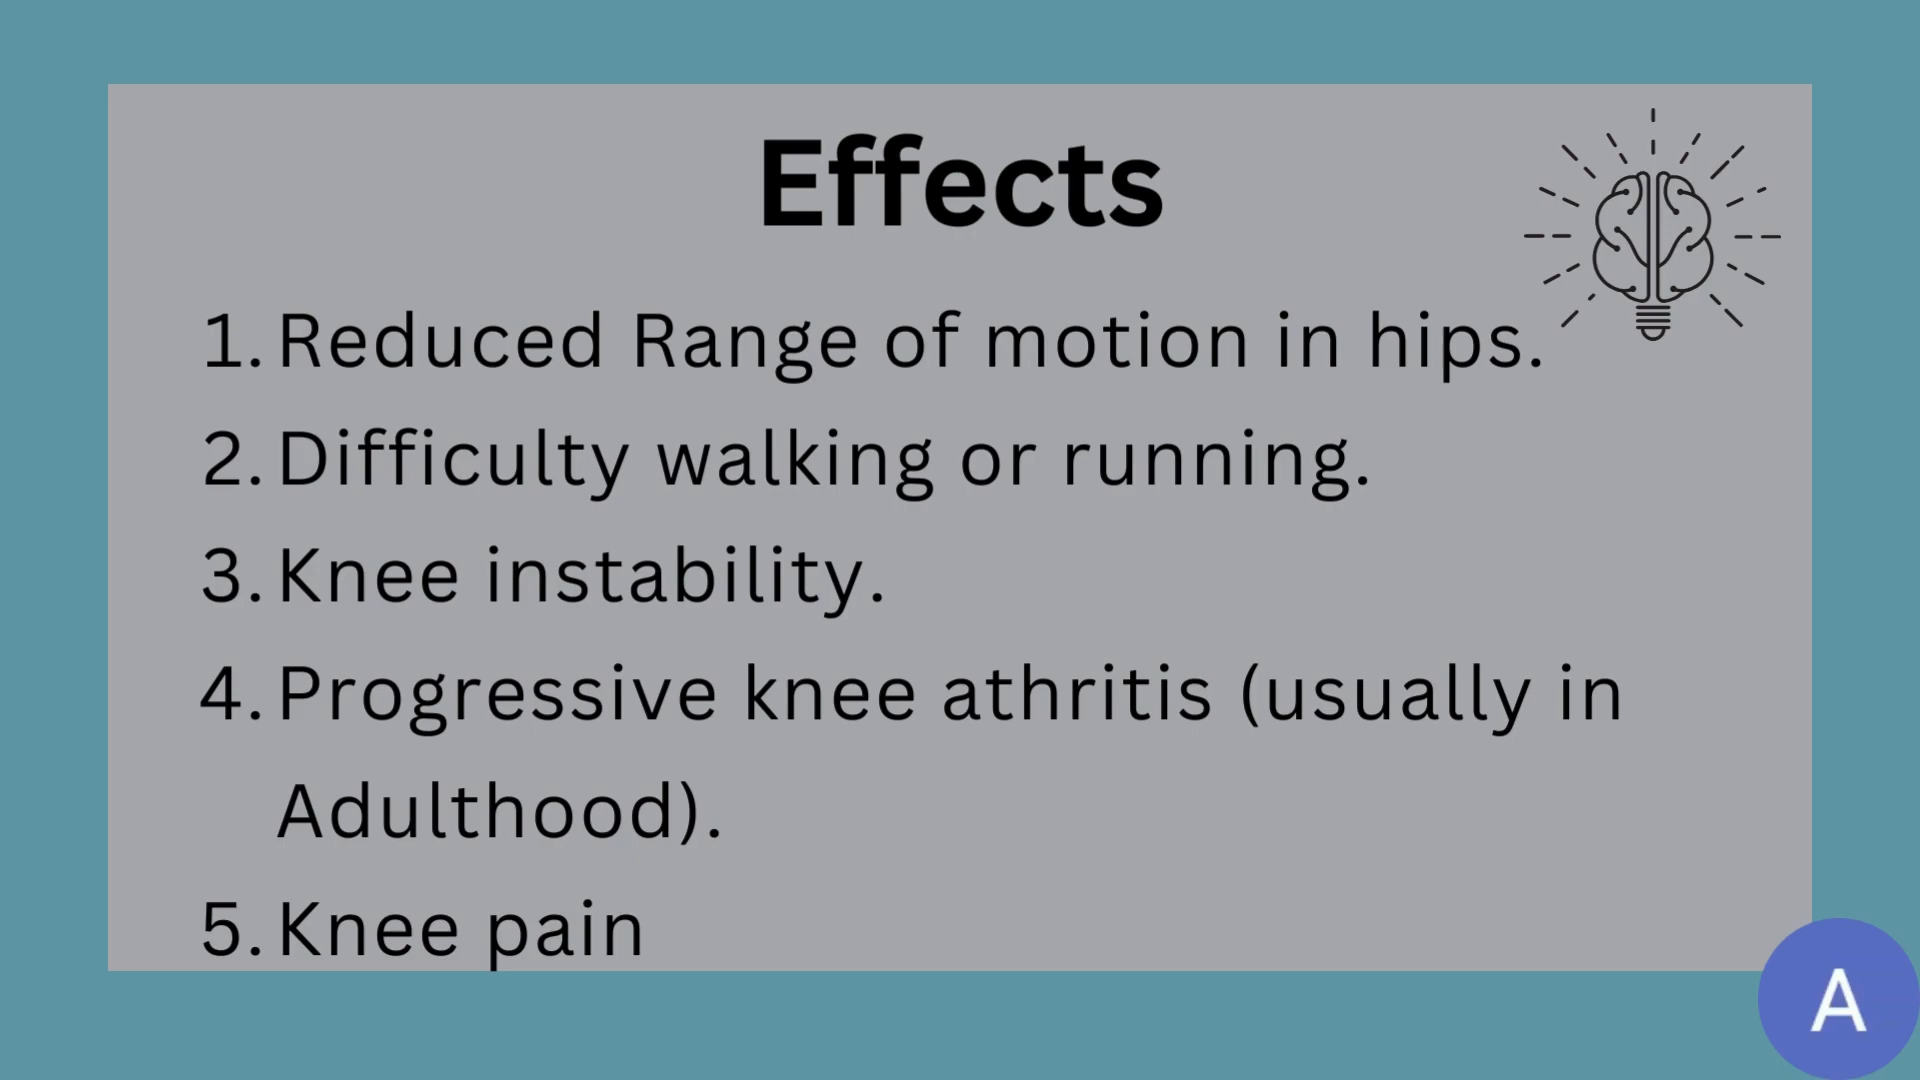 Effects
1. Reduced Range of motion in hips.
2. Difficulty walking or running.
3. Knee instability.
4. Progressive knee athritis (usually in
Adulthood).
5. Knee pain
A